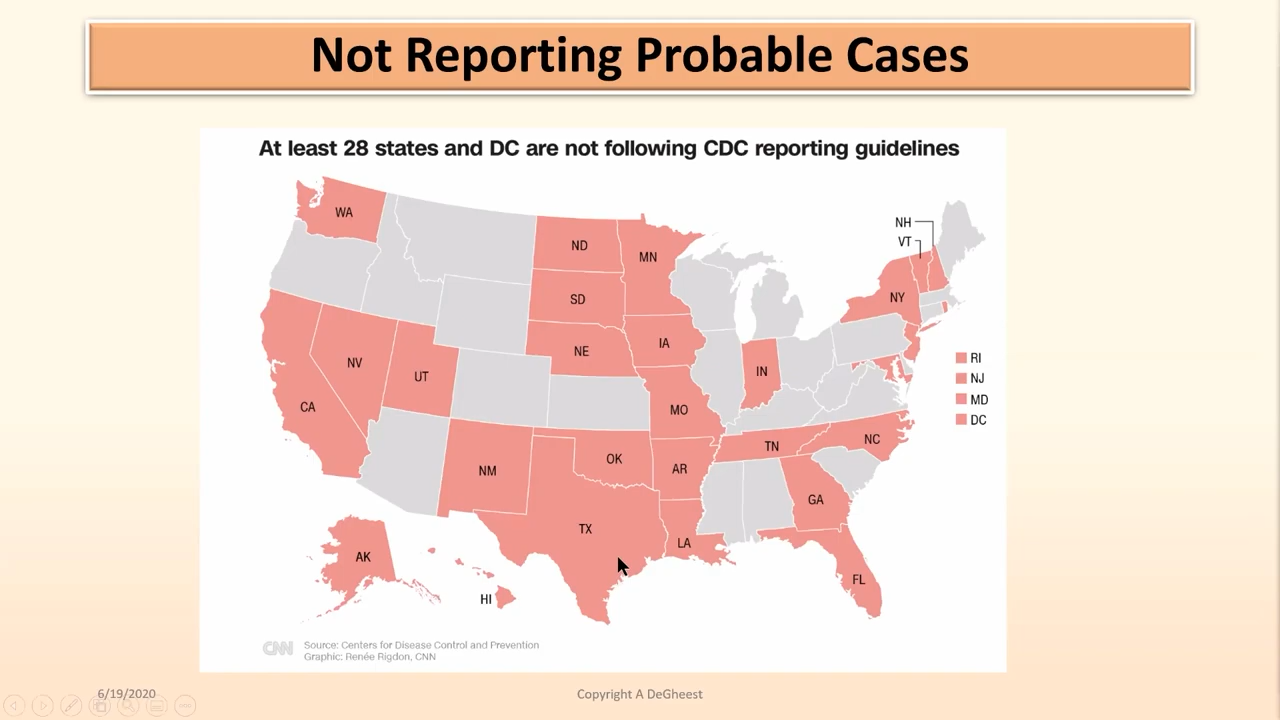 Not Reporting Probable Cases
At least 28 states and DC are not following CDC reporting guidelines
WA
ND
MN
NH
VT
SD
NY
NE
IA
NV
UT
IN
RI
NJ
MD
DC
CA
MO
NM
OK
AR
TN
NC
TX
LA
GA
AK
HI
FL
CNN
Source: Centers for Disease Control and Prevention
Graphic: Renée Rigdon, CNN
6/19/2020
Copyright A DeGheest